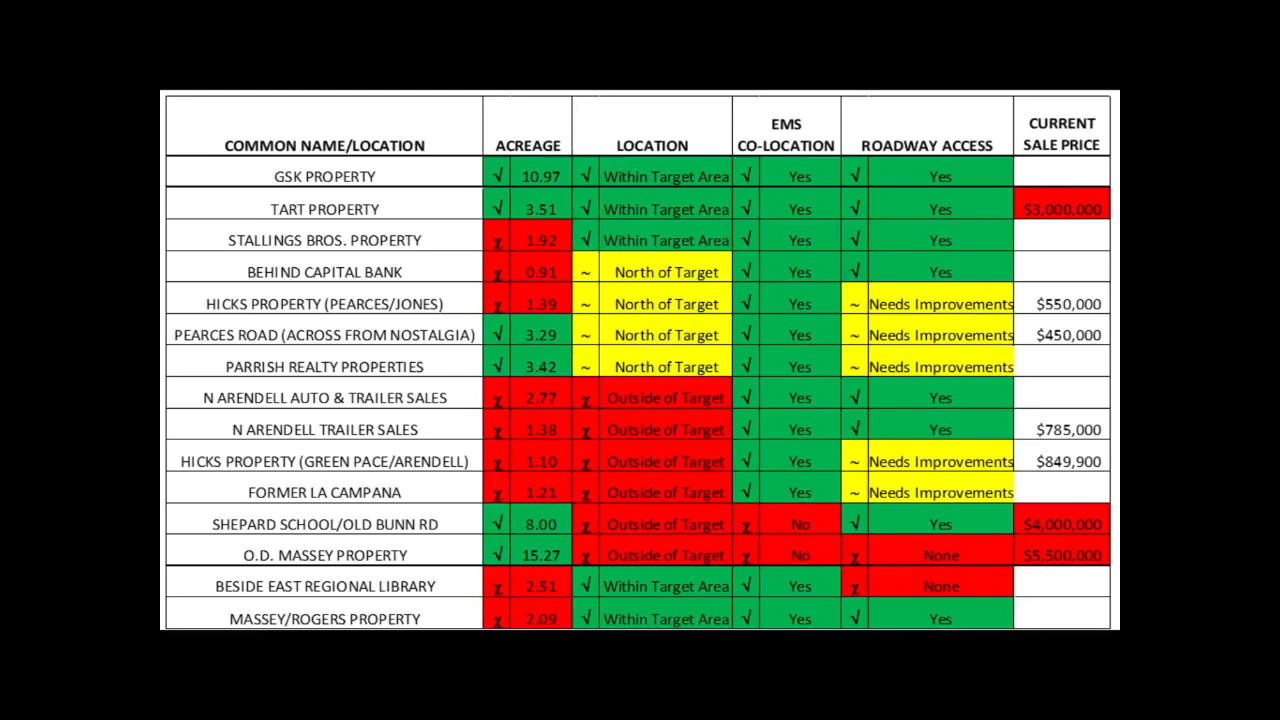 COMMON NAME/LOCATION ACREAGE LOCATION EMS CO-LOCATION ROADWAY ACCESS CURRENT SALE PRICE
GSK PROPERTY √ 10.97 √ Within Target Area √ Yes √ Yes
TART PROPERTY √ 3.51 √ Within Target Area √ Yes √ Yes $3,000,000
STALLINGS BROS. PROPERTY χ 1.92 √ Within Target Area √ Yes √ Yes
BEHIND CAPITAL BANK χ 0.91 ~ North of Target √ Yes √ Yes
HICKS PROPERTY (PEARCES/JONES) χ 1.39 ~ North of Target √ Yes ~ Needs Improvements $550,000
PEARCES ROAD (ACROSS FROM NOSTALGIA) √ 3.29 ~ North of Target √ Yes ~ Needs Improvements $450,000
PARRISH REALTY PROPERTIES √ 3.42 ~ North of Target √ Yes ~ Needs Improvements
N ARENDELL AUTO & TRAILER SALES χ 2.77 χ Outside of Target √ Yes √ Yes
N ARENDELL TRAILER SALES χ 1.38 χ Outside of Target √ Yes √ Yes $785,000
HICKS PROPERTY (GREEN PACE/ARENDELL) χ 1.10 χ Outside of Target √ Yes ~ Needs Improvements $849,900
FORMER LA CAMPANA χ 1.21 χ Outside of Target √ Yes ~ Needs Improvements
SHEPARD SCHOOL/OLD BUNN RD √ 8.00 χ Outside of Target χ No √ Yes $4,000,000
O.D. MASSEY PROPERTY √ 15.27 χ Outside of Target χ No χ None $5,500,000
BESIDE EAST REGIONAL LIBRARY χ 2.51 √ Within Target Area √ Yes χ None
MASSEY/ROGERS PROPERTY χ 2.09 √ Within Target Area √ Yes √ Yes